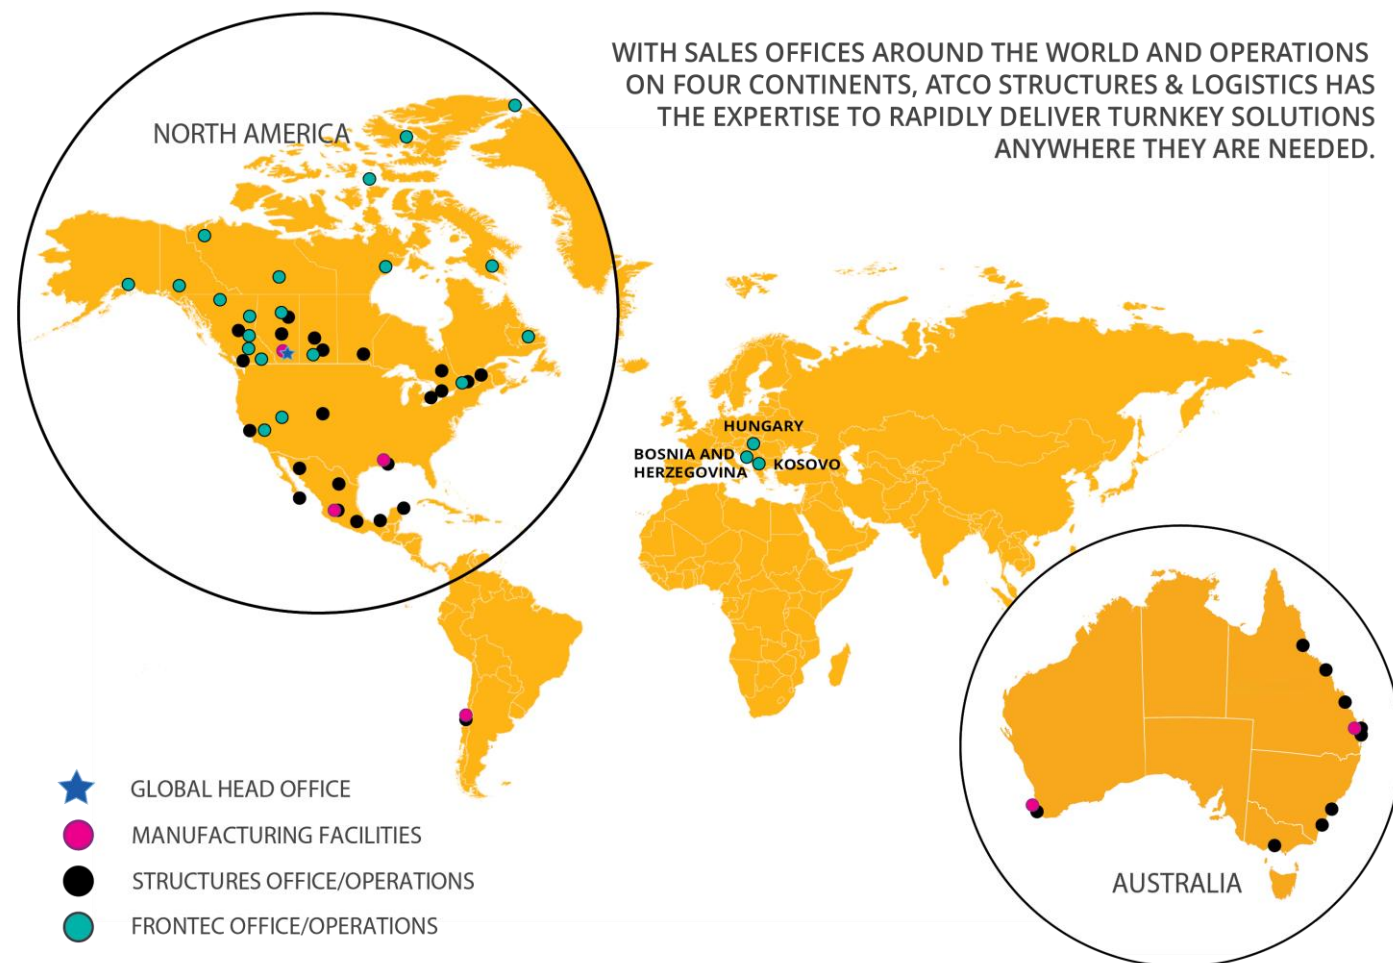 WITH SALES OFFICES AROUND THE WORLD AND OPERATIONS
ON FOUR CONTINENTS, ATCO STRUCTURES & LOGISTICS HAS
THE EXPERTISE TO RAPIDLY DELIVER TURNKEY SOLUTIONS
ANYWHERE THEY ARE NEEDED.
NORTH AMERICA
HUNGARY
BOSNIA AND
HERZEGOVINA
KOSOVO
GLOBAL HEAD OFFICE
MANUFACTURING FACILITIES
STRUCTURES OFFICE/OPERATIONS
FRONTEC OFFICE/OPERATIONS
AUSTRALIA